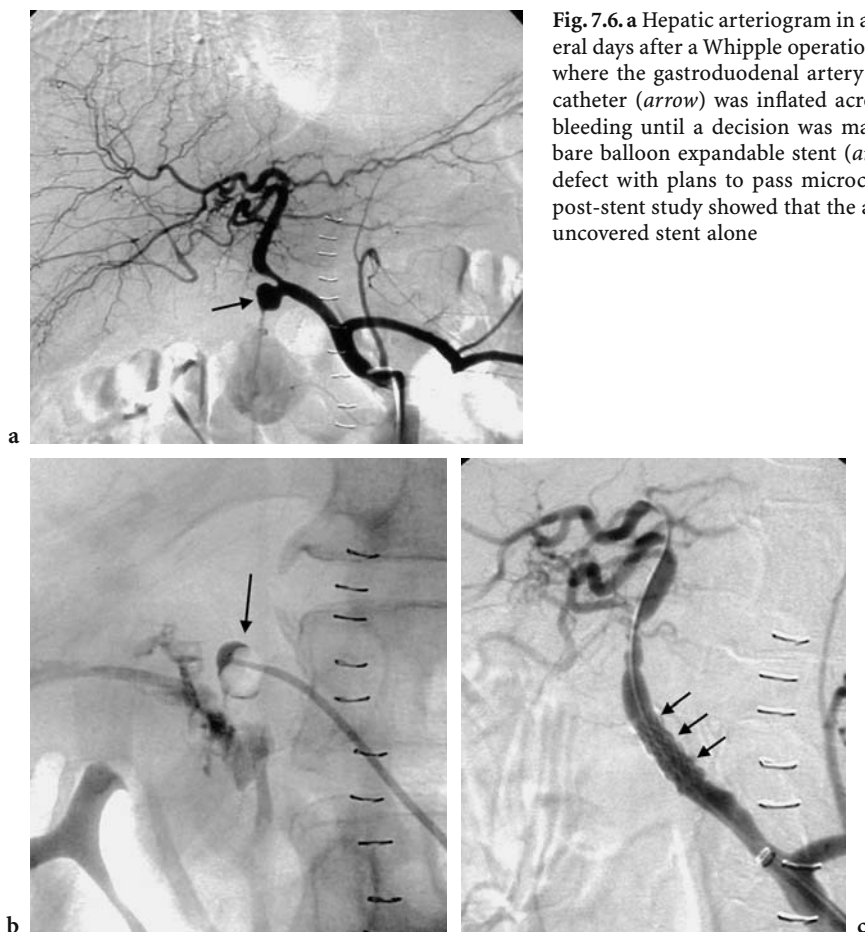 Fig. 7.6. a Hepatic arteriogram in a
eral days after a Whipple operatio
where the gastroduodenal artery
catheter (arrow) was inflated acr
bleeding until a decision was ma
bare balloon expandable stent (a
defect with plans to pass microc
post-stent study showed that the a
uncovered stent alone
a
b
c